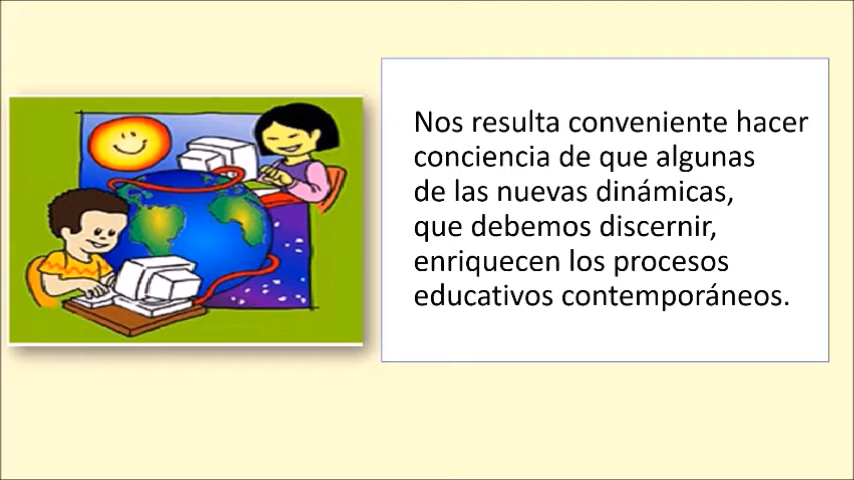 Nos resulta conveniente hacer
conciencia de que algunas
de las nuevas dinámicas,
que debemos discernir,
enriquecen los procesos
educativos contemporáneos.